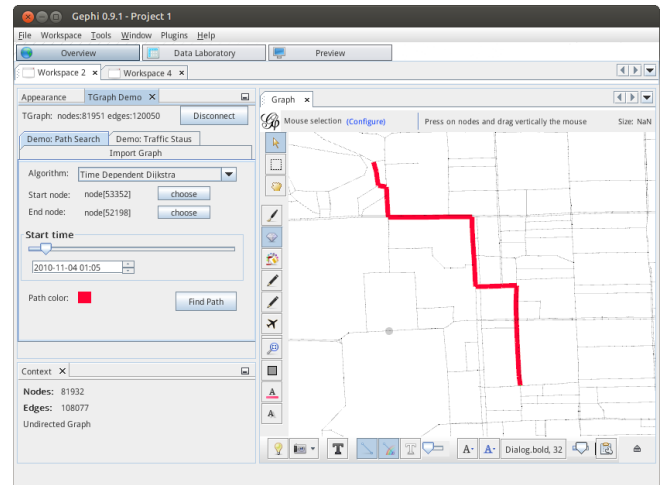 Gephi 0.9.1 - Project 1
File Workspace Tools Window Plugins Help
Overview Data Laboratory Preview
Workspace 2 Workspace 4
Appearance TGraph Demo
TGraph: nodes:81951 edges:120050 Disconnect
Demo: Path Search Demo: Traffic Staus
Import Graph
Algorithm: Time Dependent Dijkstra
Start node: node[53352] choose
End node: node[52198] choose
Start time
2010-11-04 01:05
Path color: Find Path
Context
Nodes: 81932
Edges: 108077
Undirected Graph
Graph
Mouse selection (Configure) Press on nodes and drag vertically the mouse Size: NaN
A
A
T T A- A- Dialog.bold, 32